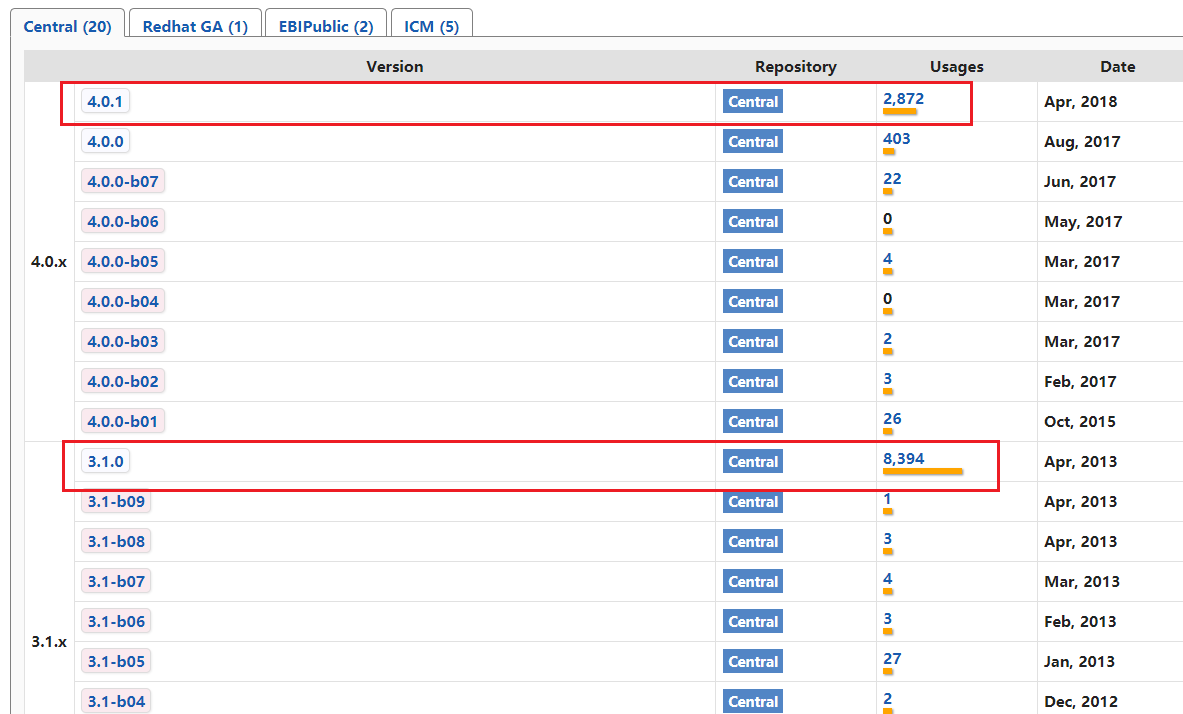 Central (20) Redhat GA (1) EBIPublic (2) ICM (5)
Version Repository Usages Date
4.0.1 Central 2,872 Apr, 2018
4.0.0 Central 403 Aug, 2017
4.0.0-b07 Central 22 Jun, 2017
4.0.0-b06 Central 0 May, 2017
4.0.x 4.0.0-b05 Central 4 Mar, 2017
4.0.0-b04 Central 0 Mar, 2017
4.0.0-b03 Central 2 Mar, 2017
4.0.0-b02 Central 3 Feb, 2017
4.0.0-b01 Central 26 Oct, 2015
3.1.0 Central 8,394 Apr, 2013
3.1-b09 Central 1 Apr, 2013
3.1-b08 Central 3 Apr, 2013
3.1-b07 Central 4 Mar, 2013
3.1-b06 Central 3 Feb, 2013
3.1.x 3.1-b05 Central 27 Jan, 2013
3.1-b04 Central 2 Dec, 2012